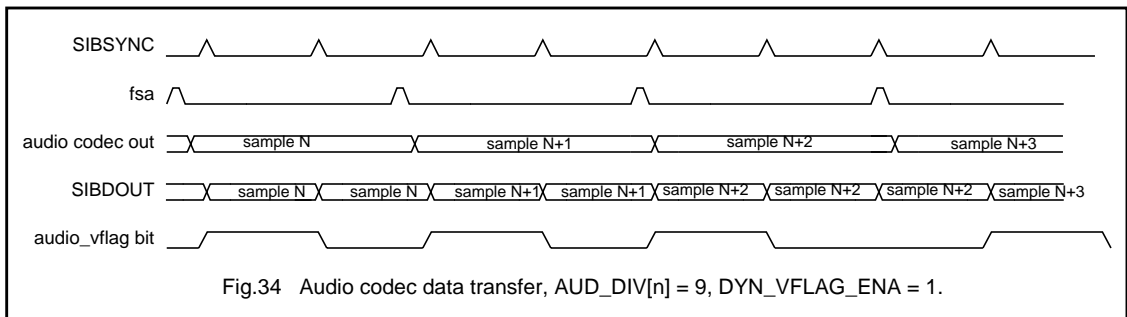 SIBSYNC
fsa
audio codec out sample N sample N+1 sample N+2 sample N+3
SIBDOUT sample N sample N sample N+1 sample N+1 sample N+2 sample N+2 sample N+2 sample N+3
audio_vflag bit
Fig.34 Audio codec data transfer, AUD_DIV[n] = 9, DYN_VFLAG_ENA = 1.